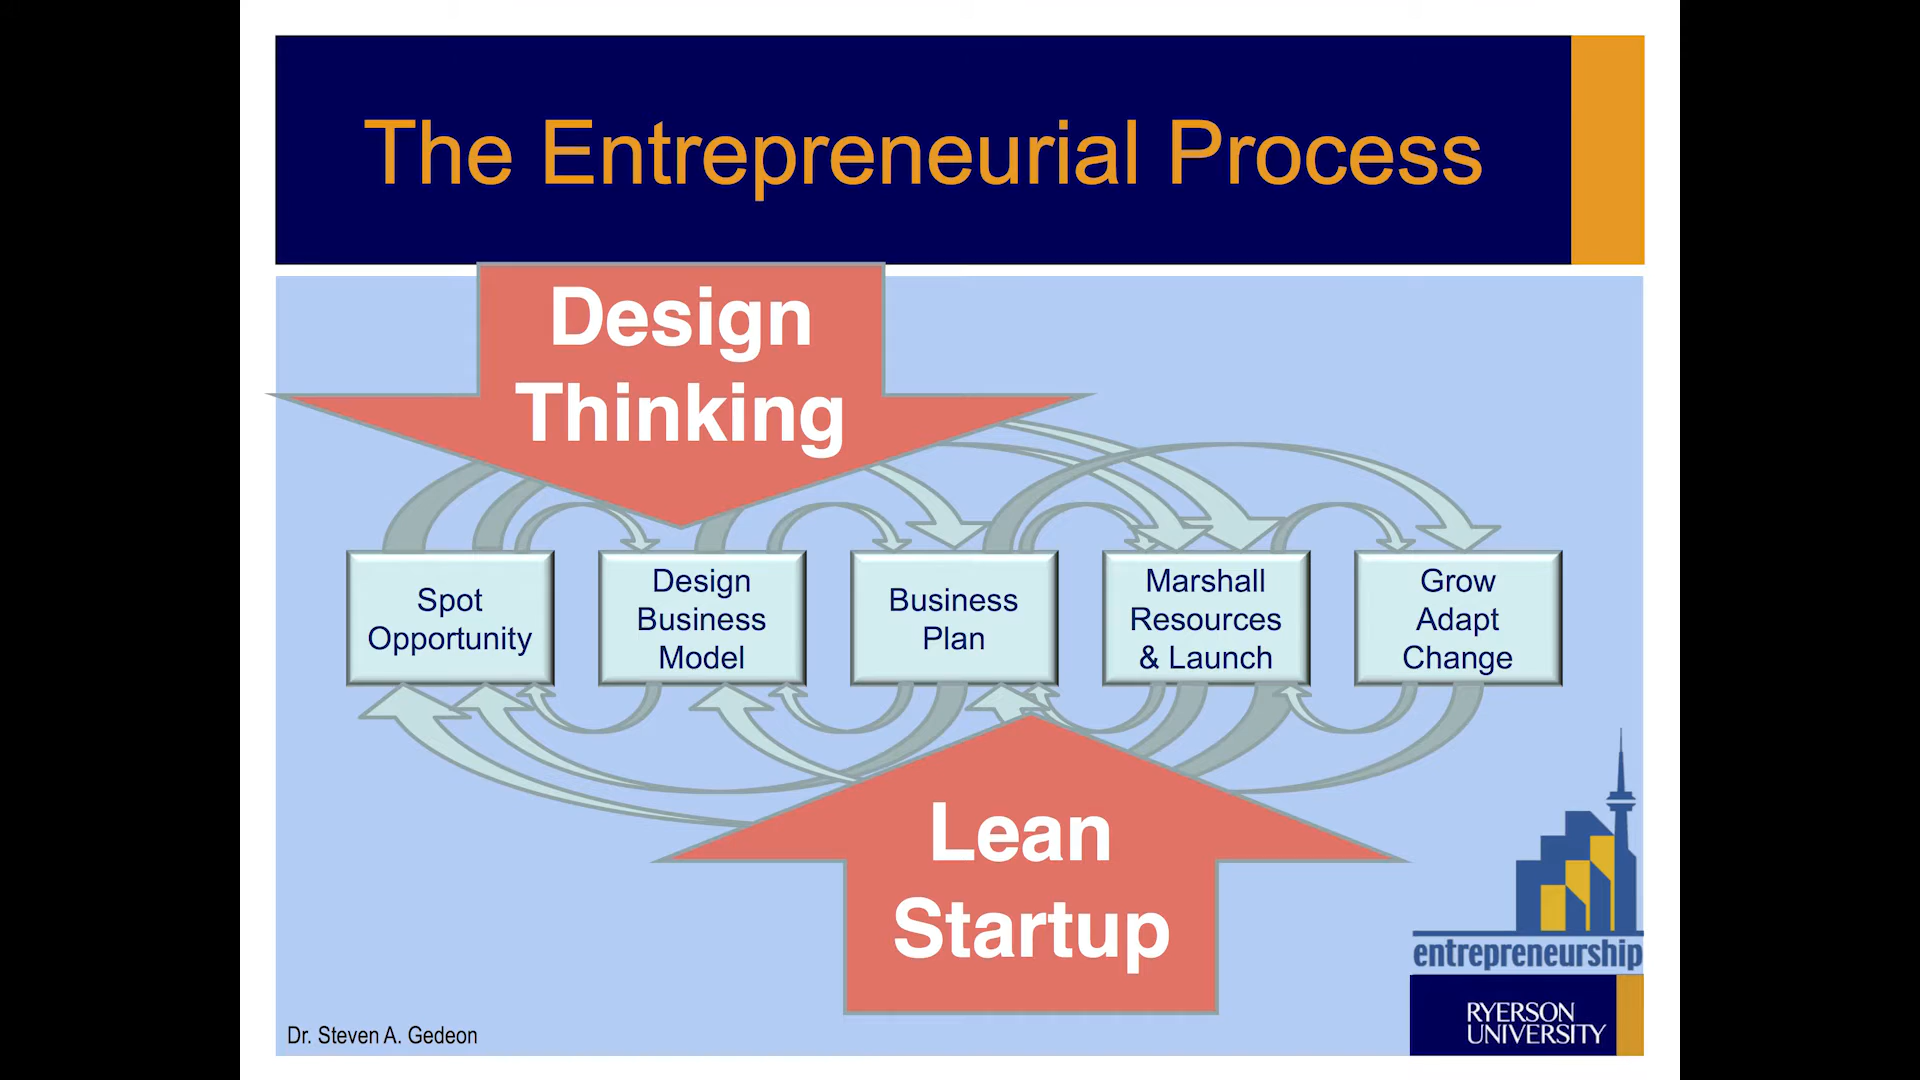 The Entrepreneurial Process
Design
Thinking
Spot
Opportunity
Design
Business
Model
Business
Plan
Marshall
Resources
& Launch
Grow
Adapt
Change
Lean
Startup
entrepreneurship
RYERSON
UNIVERSITY
Dr. Steven A. Gedeon